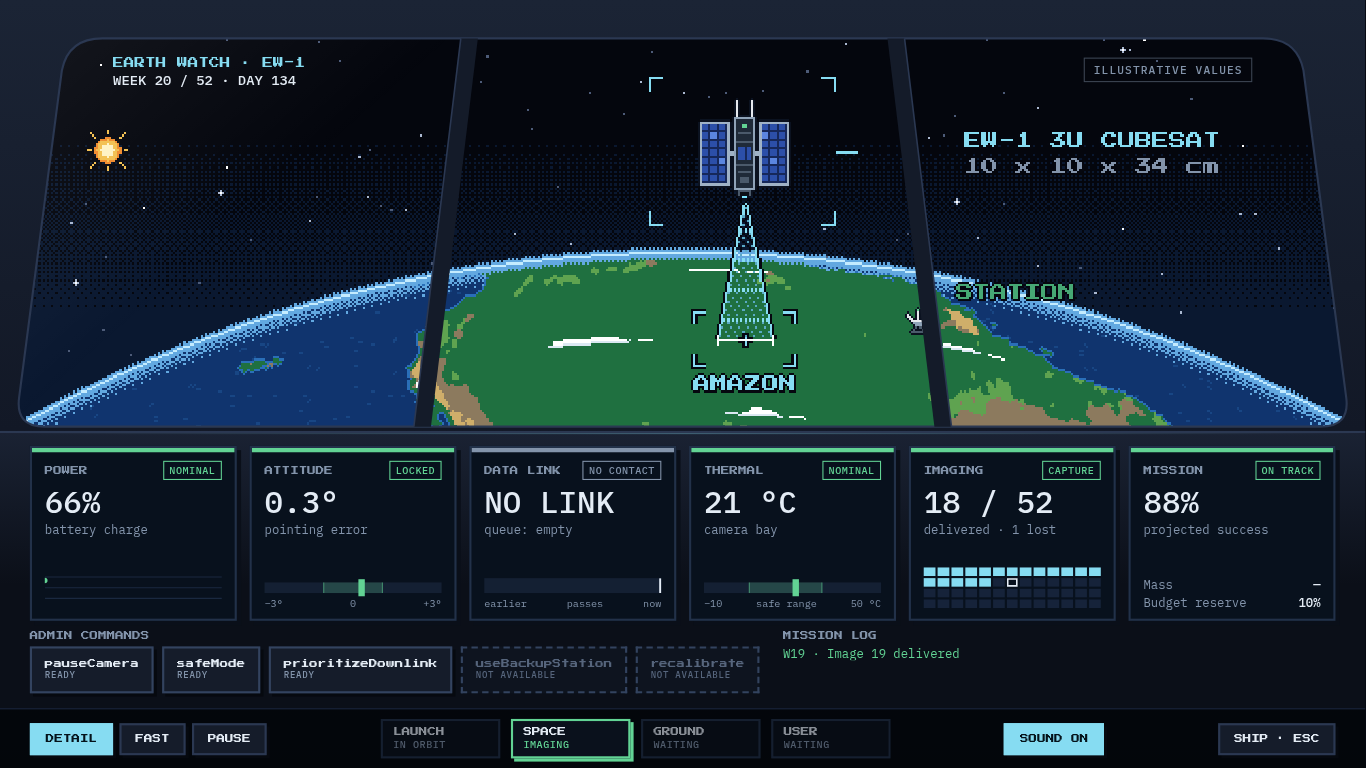 EARTH WATCH · EW-1
WEEK 20 / 52 · DAY 134
ILLUSTRATIVE VALUES
EW-1 3U CUBESAT
10 x 10 x 34 cm
STATION
AMAZON
POWER
NOMINAL
66%
battery charge
ATTITUDE
LOCKED
0.3°
pointing error
−3°
0
+3°
DATA LINK
NO CONTACT
NO LINK
queue: empty
earlier
passes
now
THERMAL
NOMINAL
21 °C
camera bay
−10
safe range
50 °C
IMAGING
CAPTURE
18 / 52
delivered · 1 lost
MISSION
ON TRACK
88%
projected success
Mass
—
Budget reserve
10%
ADMIN COMMANDS
pauseCamera
READY
safeMode
READY
prioritizeDownlink
READY
useBackupStation
NOT AVAILABLE
recalibrate
NOT AVAILABLE
MISSION LOG
W19 · Image 19 delivered
DETAIL
FAST
PAUSE
LAUNCH
IN ORBIT
SPACE
IMAGING
GROUND
WAITING
USER
WAITING
SOUND ON
SHIP · ESC